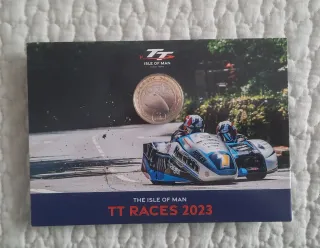 TT
ISLE OF MAN
THE ISLE OF MAN
TT RACES 2023